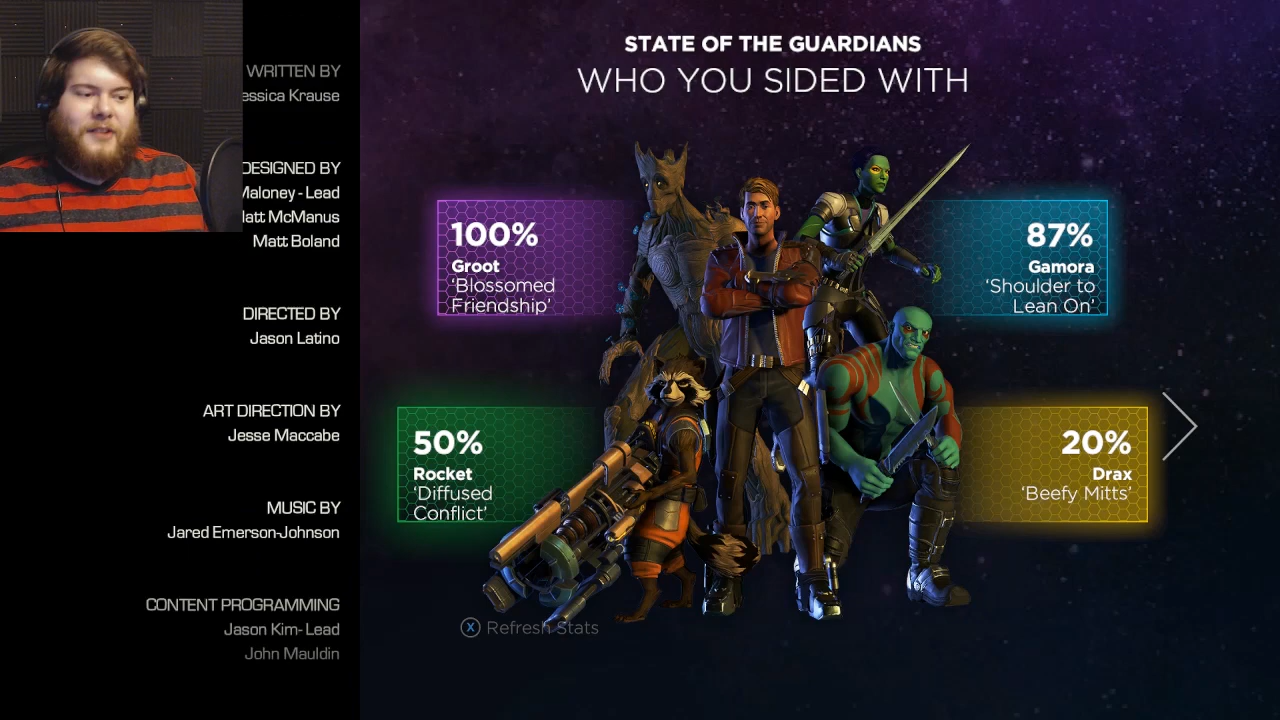 WRITTEN BY
Krause
DESIGNED BY
Maloney - Lead
McManus
Matt Boland
DIRECTED BY
Jason Latino
ART DIRECTION BY
Jesse Maccabe
MUSIC BY
Jared Emerson-Johnson
CONTENT PROGRAMMING
Jason Kim- Lead
John Mauldin
STATE OF THE GUARDIANS
WHO YOU SIDED WITH
100%
Groot
'Blossomed
Friendship'
87%
Gamora
'Shoulder to
Lean On'
50%
Rocket
'Diffused
Conflict'
20%
Drax
'Beefy Mitts'
X Refresh Stats